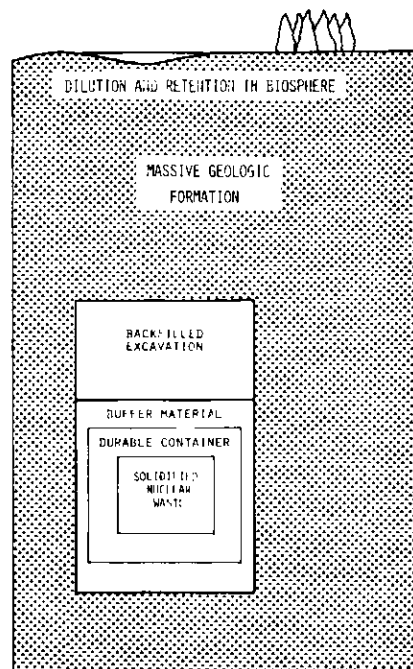 DILUTION AND RETENTION IN BIOSPHERE
MASSIVE GEOLOGIC
FORMATION
BACKFILLED
EXCAVATION
BUFFER MATERIAL
DURABLE CONTAINER
SOLIDIFIED
NUCLEAR
WASTE